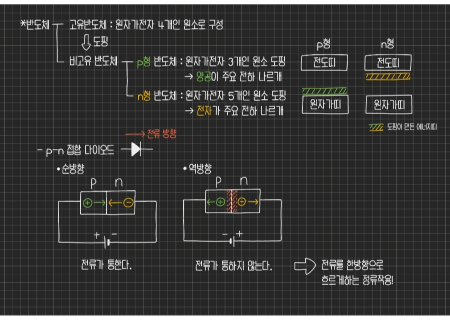 *반도체
고유반도체 : 원자가전자 4개인 원소로 구성
도핑
비고유 반도체
p형 반도체 : 원자가전자 3개인 원소 도핑
→ 양공이 주요 전하 나르개
n형 반도체 : 원자가전자 5개인 원소 도핑
→ 전자가 주요 전하 나르개
p형 n형
전도띠 전도띠
원자가띠 원자가띠
도핑이 만든 에너지띠
→ 전류 방향
- p-n 접합 다이오드
• 순방향
p n
+ → ← -
+ -
전류가 통한다.
• 역방향
p n
← + - →
- +
전류가 통하지 않는다.
전류를 한방향으로
흐르게하는 정류작용!